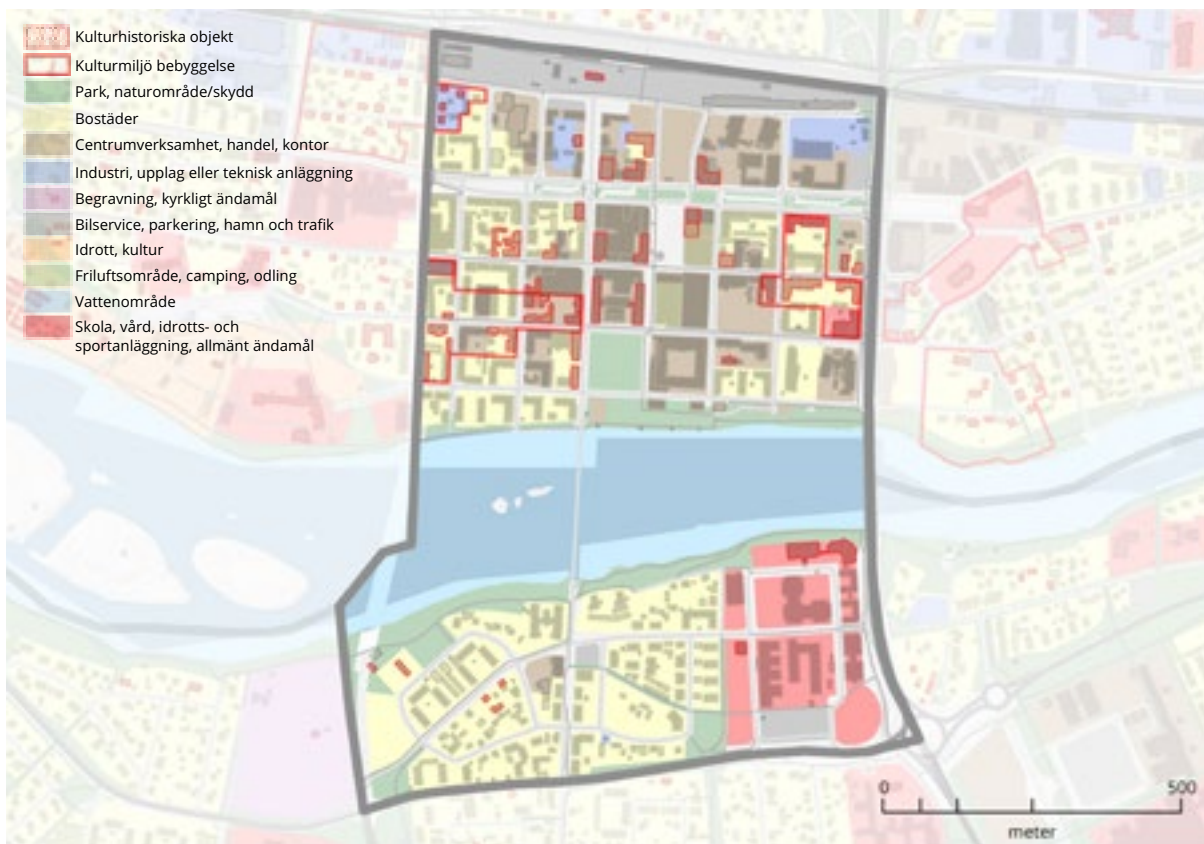 Kulturhistoriska objekt
Kulturmiljö bebyggelse
Park, naturområde/skydd
Bostäder
Centrumverksamhet, handel, kontor
Industri, upplag eller teknisk anläggning
Begravning, kyrkligt ändamål
Bilservice, parkering, hamn och trafik
Idrott, kultur
Friluftsområde, camping, odling
Vattenområde
Skola, vård, idrotts- och
sportanläggning, allmänt ändamål
0 500
meter